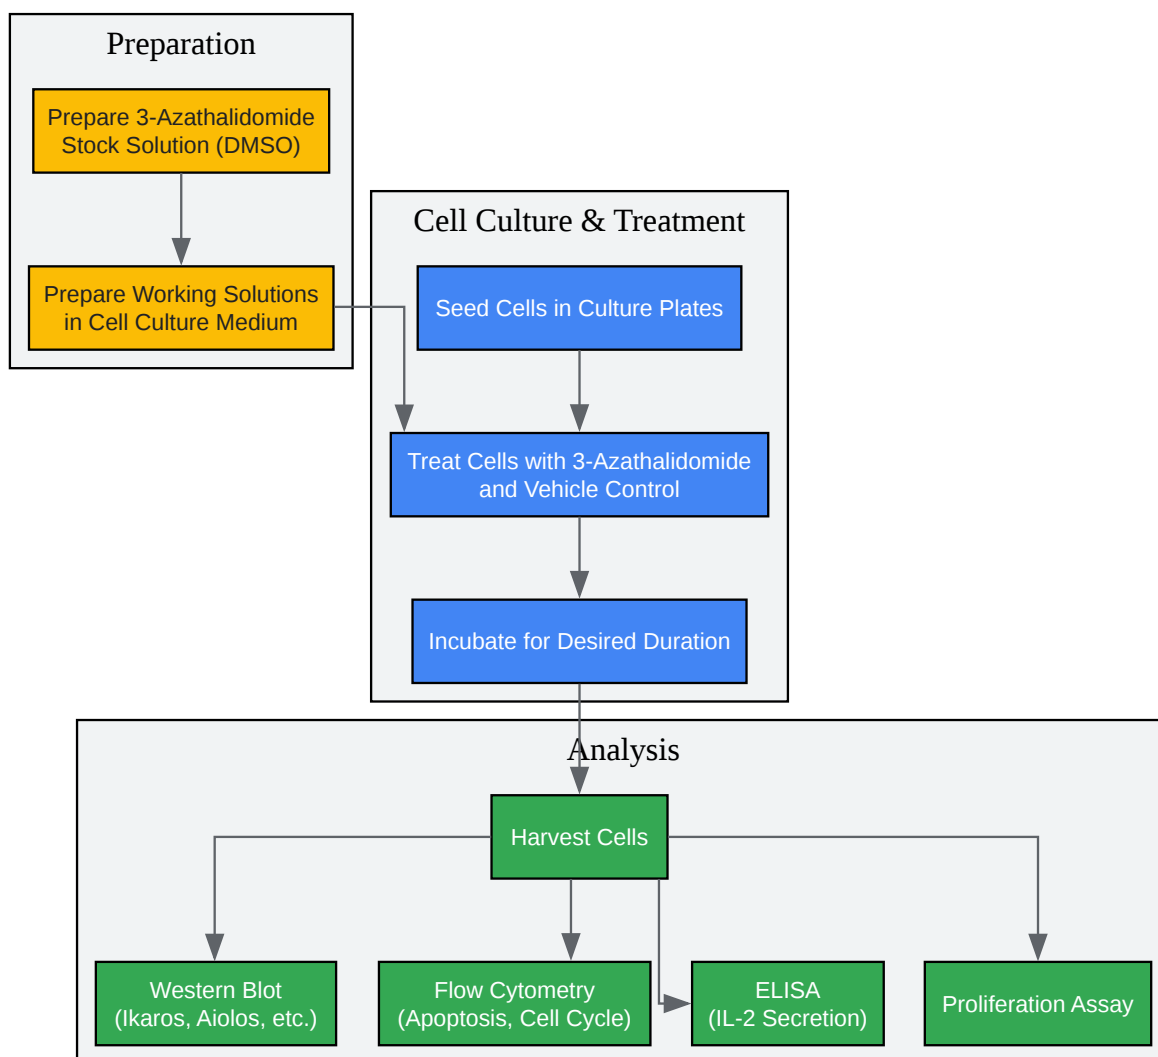 Preparation
Prepare 3-Azathalidomide
Stock Solution (DMSO)
Prepare Working Solutions
in Cell Culture Medium
Cell Culture & Treatment
Seed Cells in Culture Plates
Treat Cells with 3-Azathalidomide
and Vehicle Control
Incubate for Desired Duration
Analysis
Harvest Cells
Western Blot
(Ikaros, Aiolos, etc.)
Flow Cytometry
(Apoptosis, Cell Cycle)
ELISA
(IL-2 Secretion)
Proliferation Assay